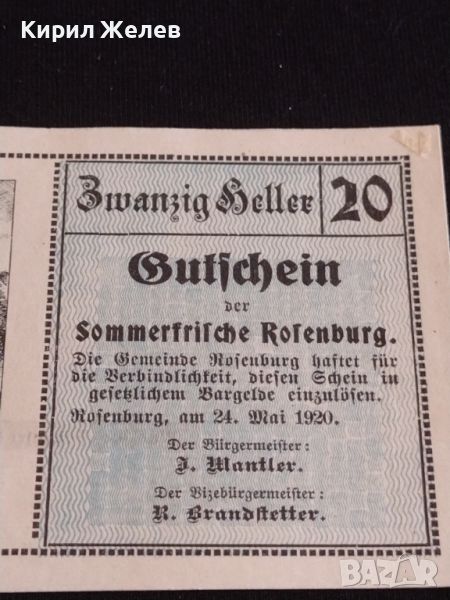 Кирил Желев
Zwanzig Heller 20
Gutschein
der
Sommerfrische Rosenburg.
Die Gemeinde Rosenburg haftet für
die Verbindlichkeit, diesen Schein in
gesetzlichem Bargelde einzulösen.
Rosenburg, am 24. Mai 1920.
Der Bürgermeister:
J. Mantler.
Der Vizebürgermeister:
R. Brandstetter.
BAZAR